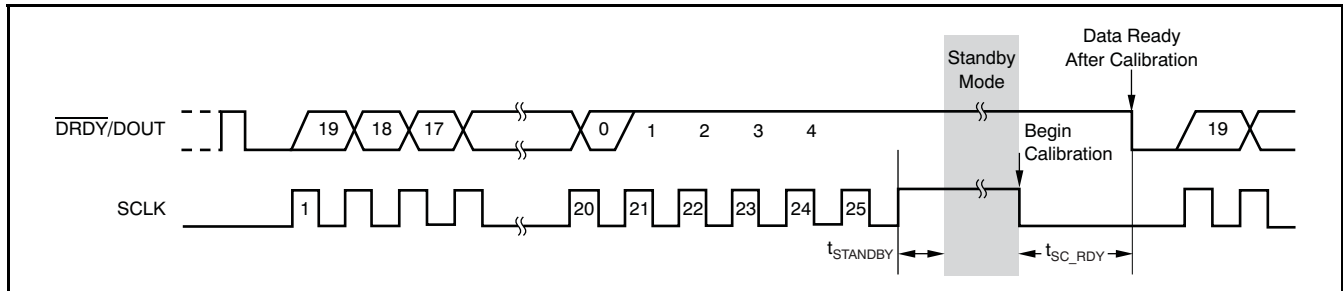 Data Ready
After Calibration
Standby
Mode
DRDY/DOUT
19 18 17 0 1 2 3 4 19
Begin
Calibration
SCLK
1 20 21 22 23 24 25
tSTANDBY
tSC_RDY